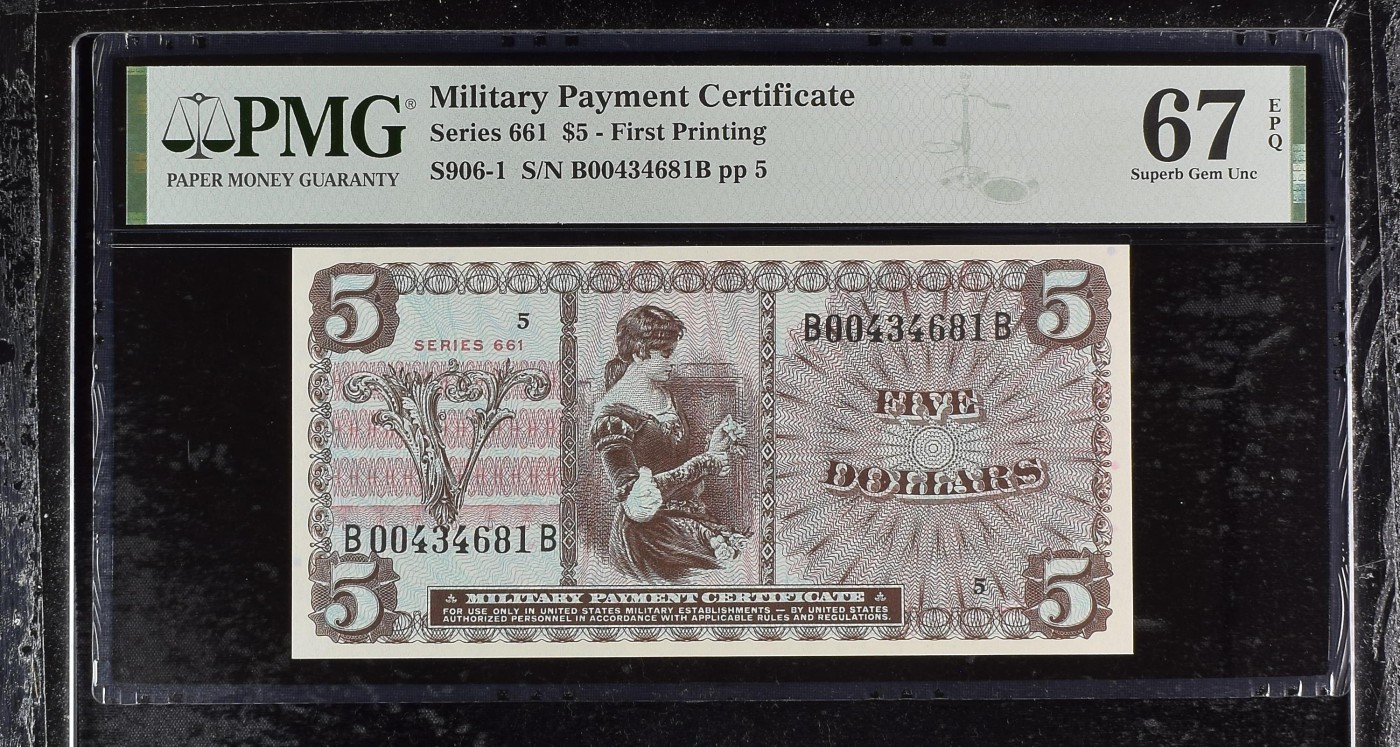 PMG®
PAPER MONEY GUARANTY
Military Payment Certificate
Series 661 $5 - First Printing
S906-1 S/N B00434681B pp 5
67
EPQ
Superb Gem Unc
5
5
5
SERIES 661
B00434681B
V
FIVE
DOLLARS
B00434681B
5
5
5
MILITARY PAYMENT CERTIFICATE
FOR USE ONLY IN UNITED STATES MILITARY ESTABLISHMENTS — BY UNITED STATES
AUTHORIZED PERSONNEL IN ACCORDANCE WITH APPLICABLE RULES AND REGULATIONS.